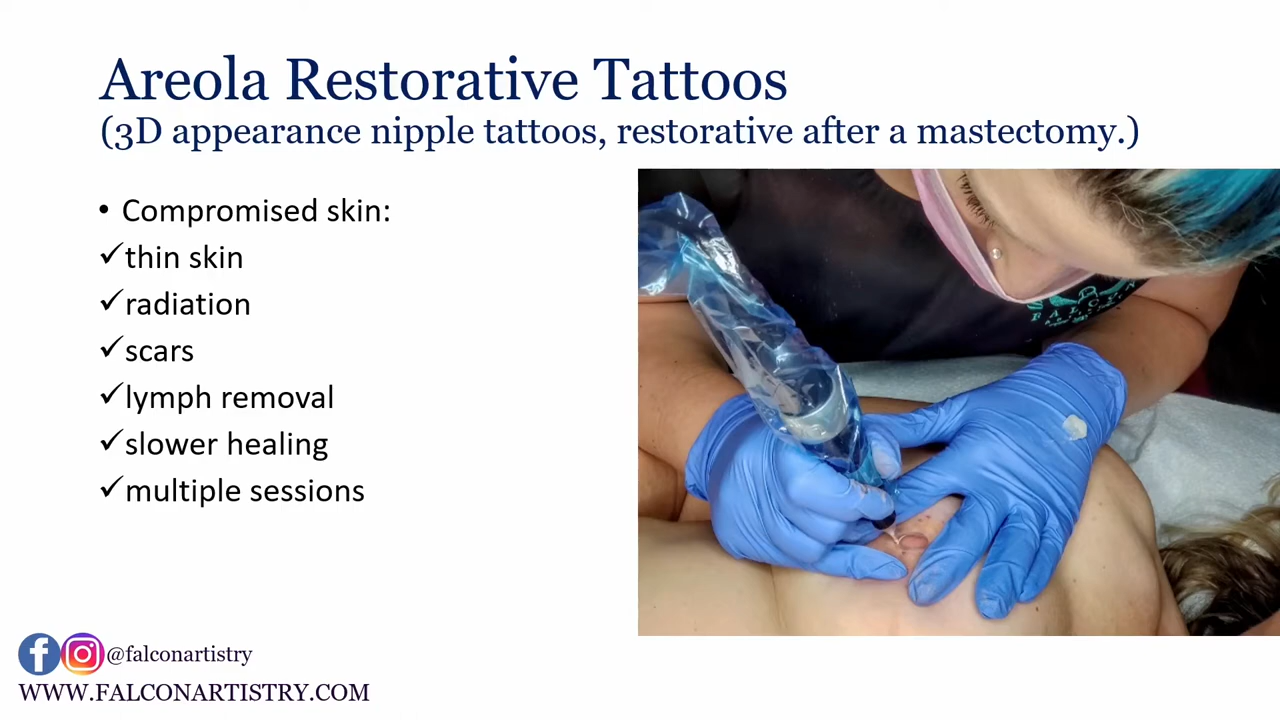 Areola Restorative Tattoos
(3D appearance nipple tattoos, restorative after a mastectomy.)
• Compromised skin:
✓thin skin
✓radiation
✓scars
✓lymph removal
✓slower healing
✓multiple sessions
FALCON
@falconartistry
WWW.FALCONARTISTRY.COM